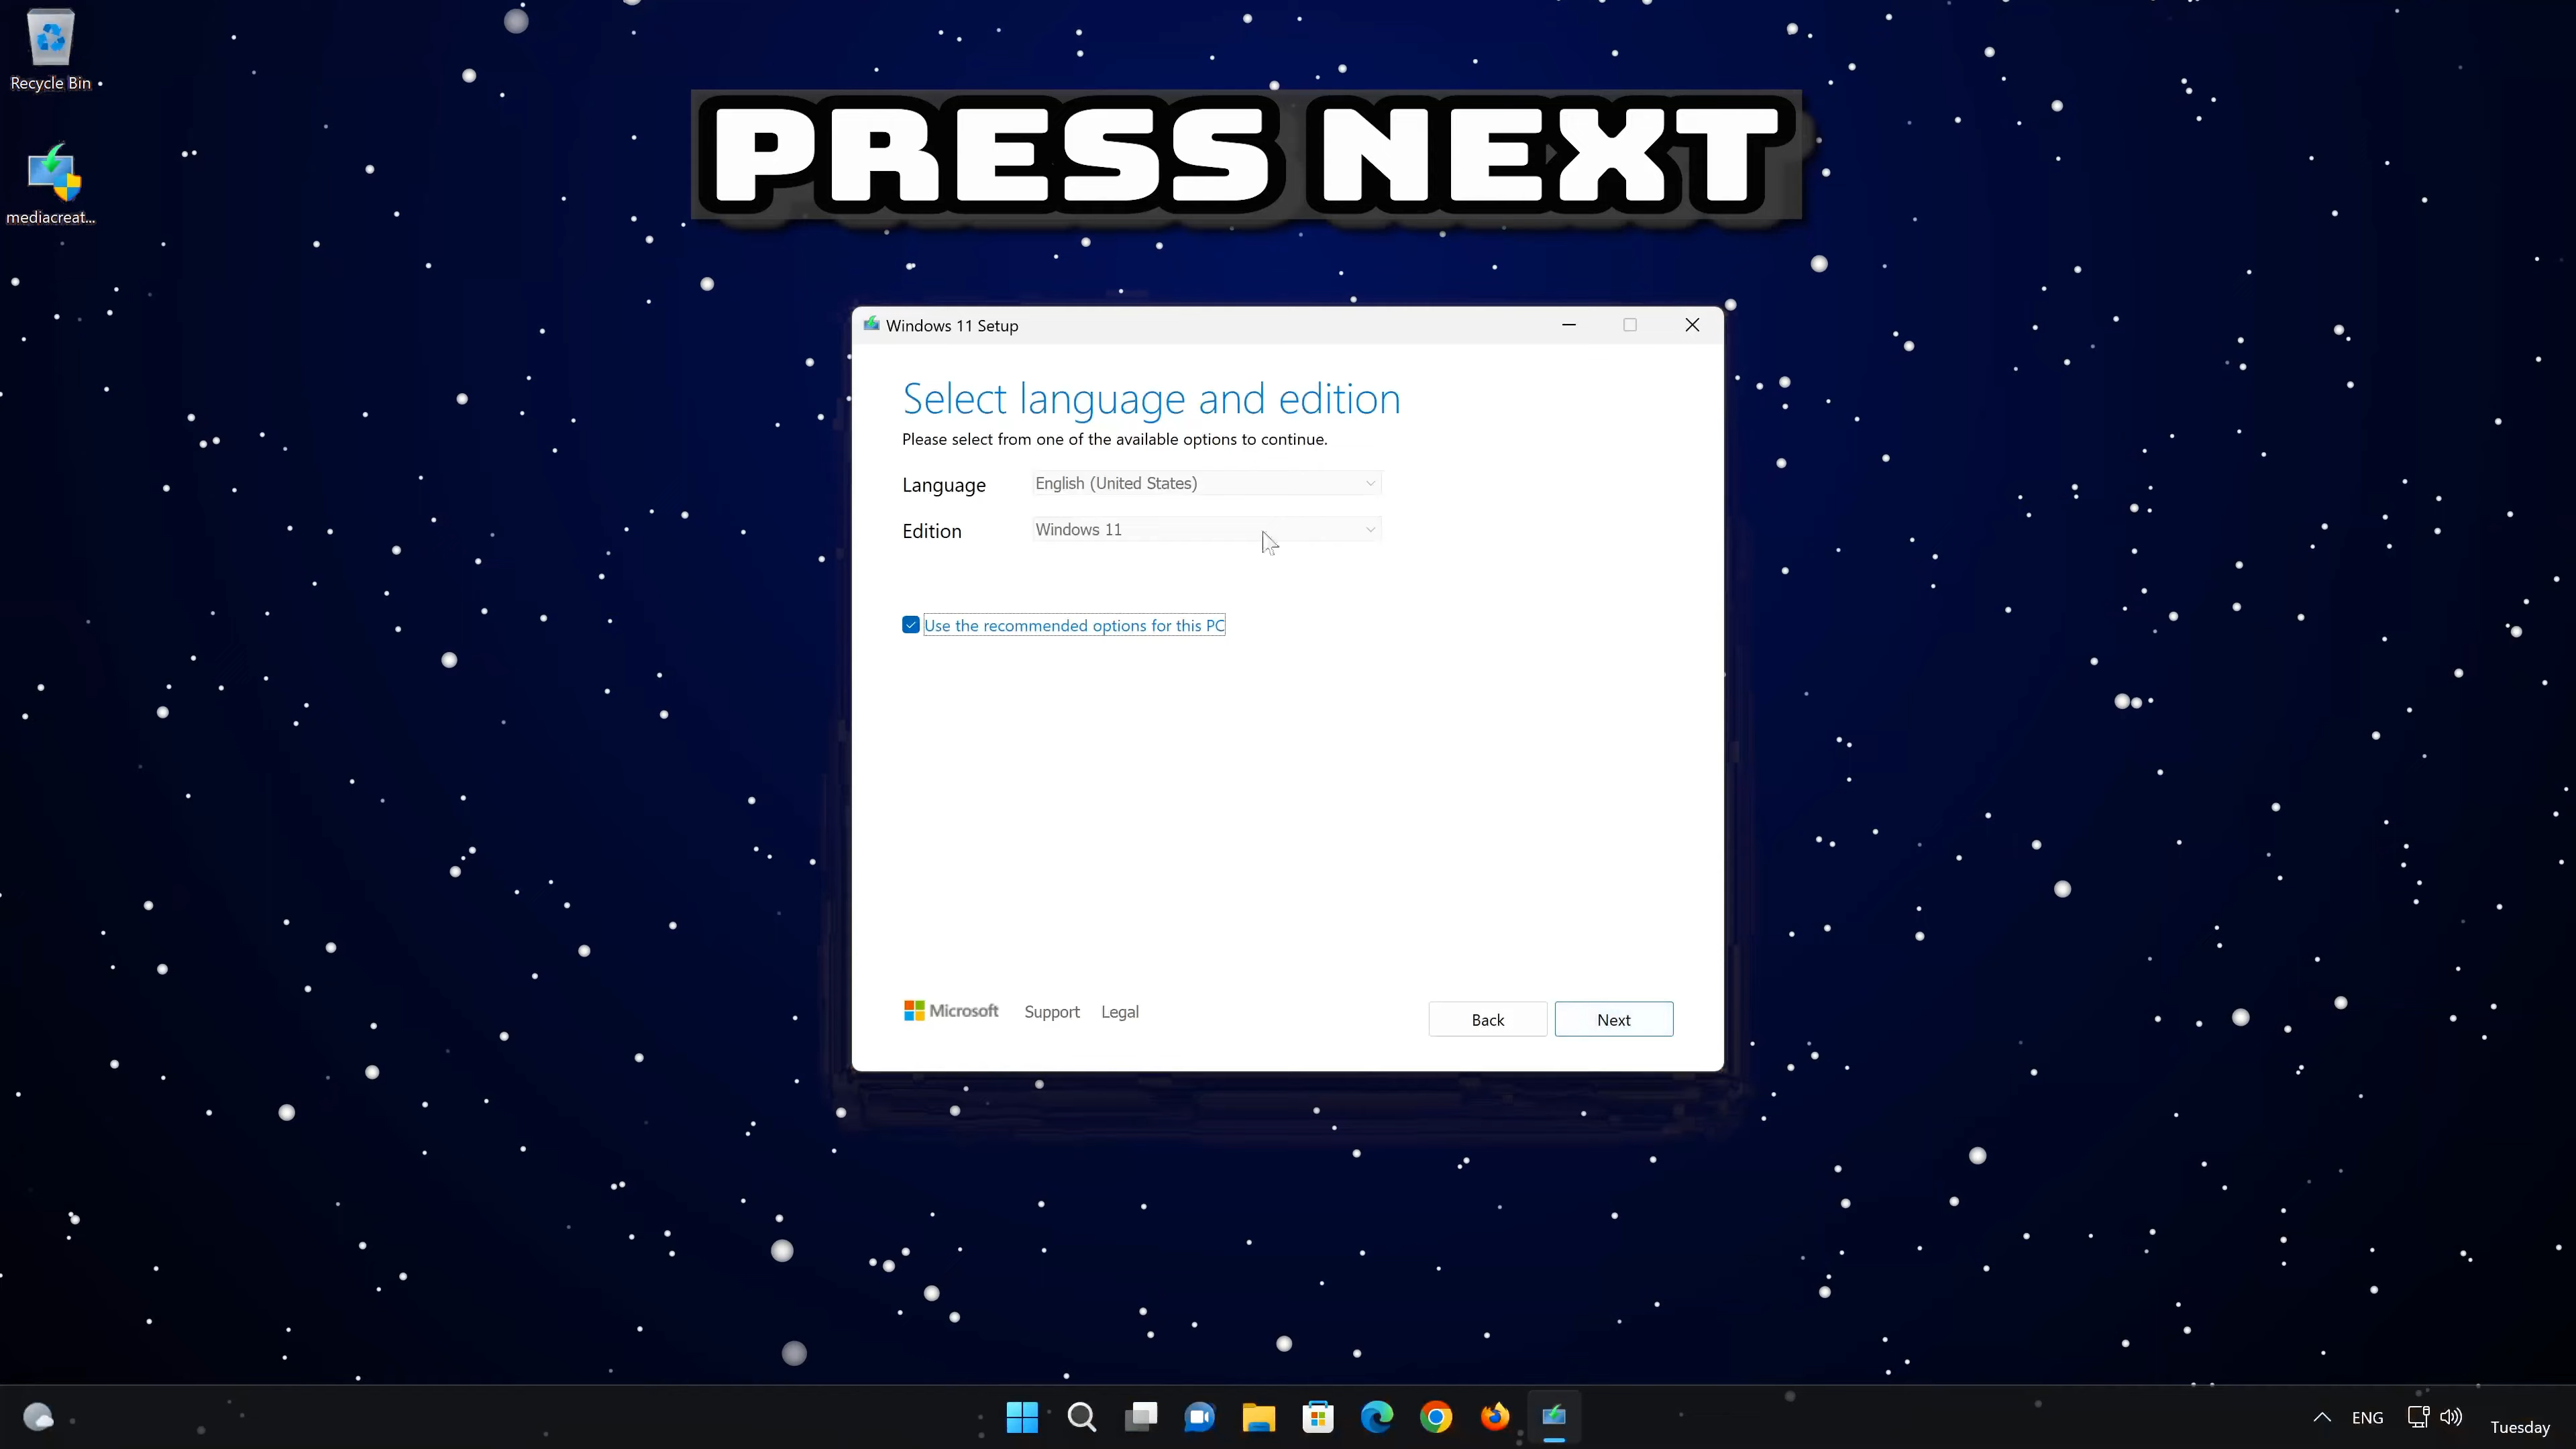 Recycle Bin
mediacreat...
PRESS NEXT
Windows 11 Setup
Select language and edition
Please select from one of the available options to continue.
Language English (United States)
Edition Windows 11
Use the recommended options for this PC
Microsoft Support Legal
Back Next
ENG
Tuesday